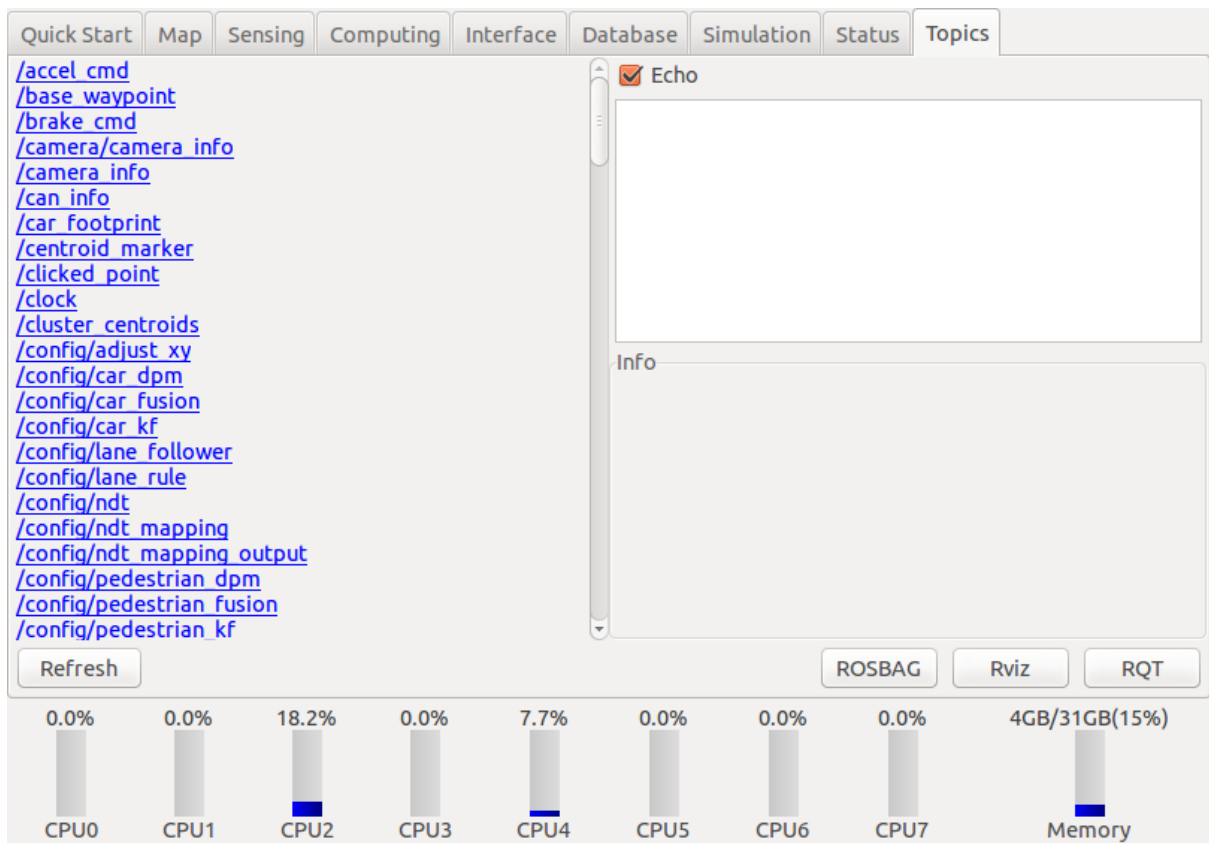 Quick Start Map Sensing Computing Interface Database Simulation Status Topics
/accel_cmd
/base_waypoint
/brake_cmd
/camera/camera_info
/camera_info
/can_info
/car_footprint
/centroid_marker
/clicked_point
/clock
/cluster_centroids
/config/adjust_xy
/config/car_dpm
/config/car_fusion
/config/car_kf
/config/lane_follower
/config/lane_rule
/config/ndt
/config/ndt_mapping
/config/ndt_mapping_output
/config/pedestrian_dpm
/config/pedestrian_fusion
/config/pedestrian_kf
Echo
Info
Refresh ROSBAG Rviz RQT
0.0% 0.0% 18.2% 0.0% 7.7% 0.0% 0.0% 0.0% 4GB/31GB(15%)
CPU0 CPU1 CPU2 CPU3 CPU4 CPU5 CPU6 CPU7 Memory